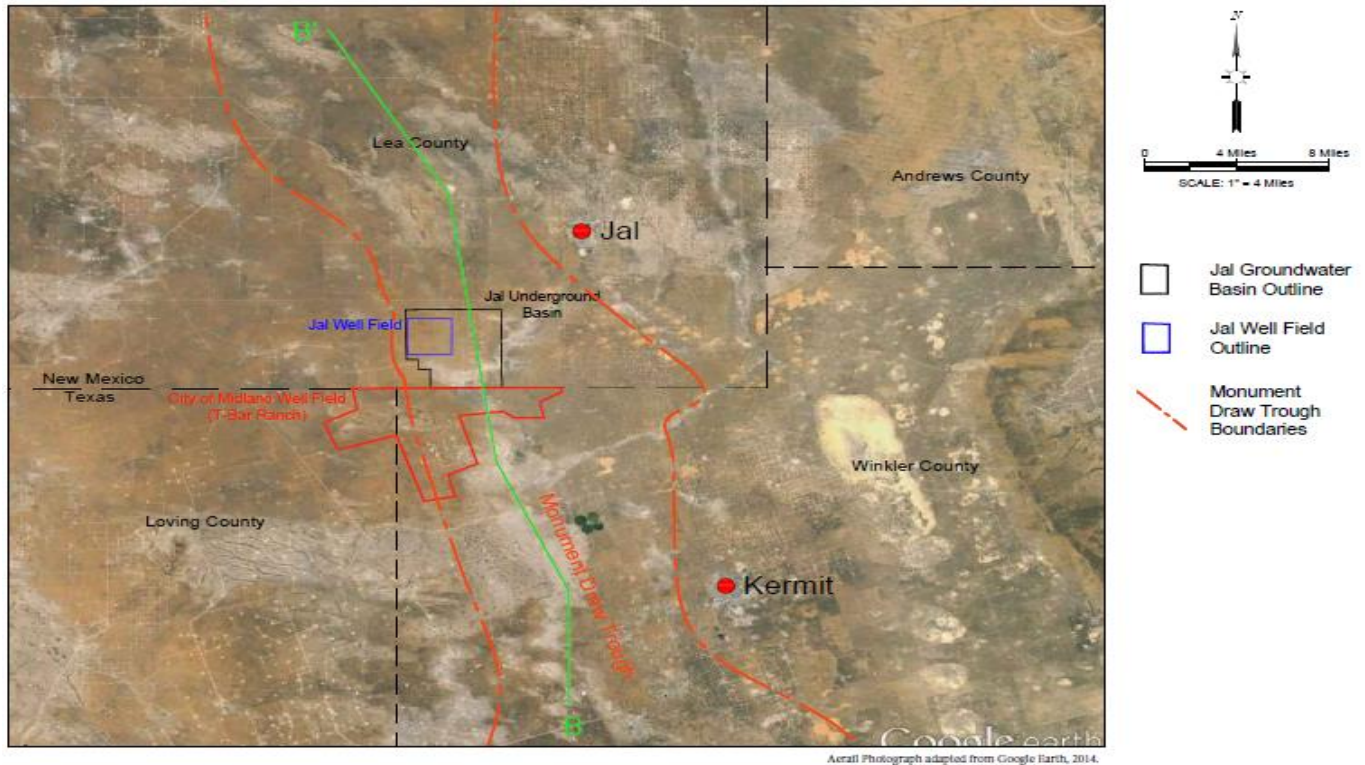 B'
Lea County
Andrews County
Jal
Jal Underground
Basin
Jal Well Field
New Mexico
Texas
City of Midland Well Field
(T-Bar Ranch)
Winkler County
Loving County
Monument Draw Trough
Kermit
B
Google earth
Aerail Photograph adapted from Google Earth, 2014.
N
0 4 Miles 8 Miles
SCALE: 1" = 4 Miles
Jal Groundwater
Basin Outline
Jal Well Field
Outline
Monument
Draw Trough
Boundaries